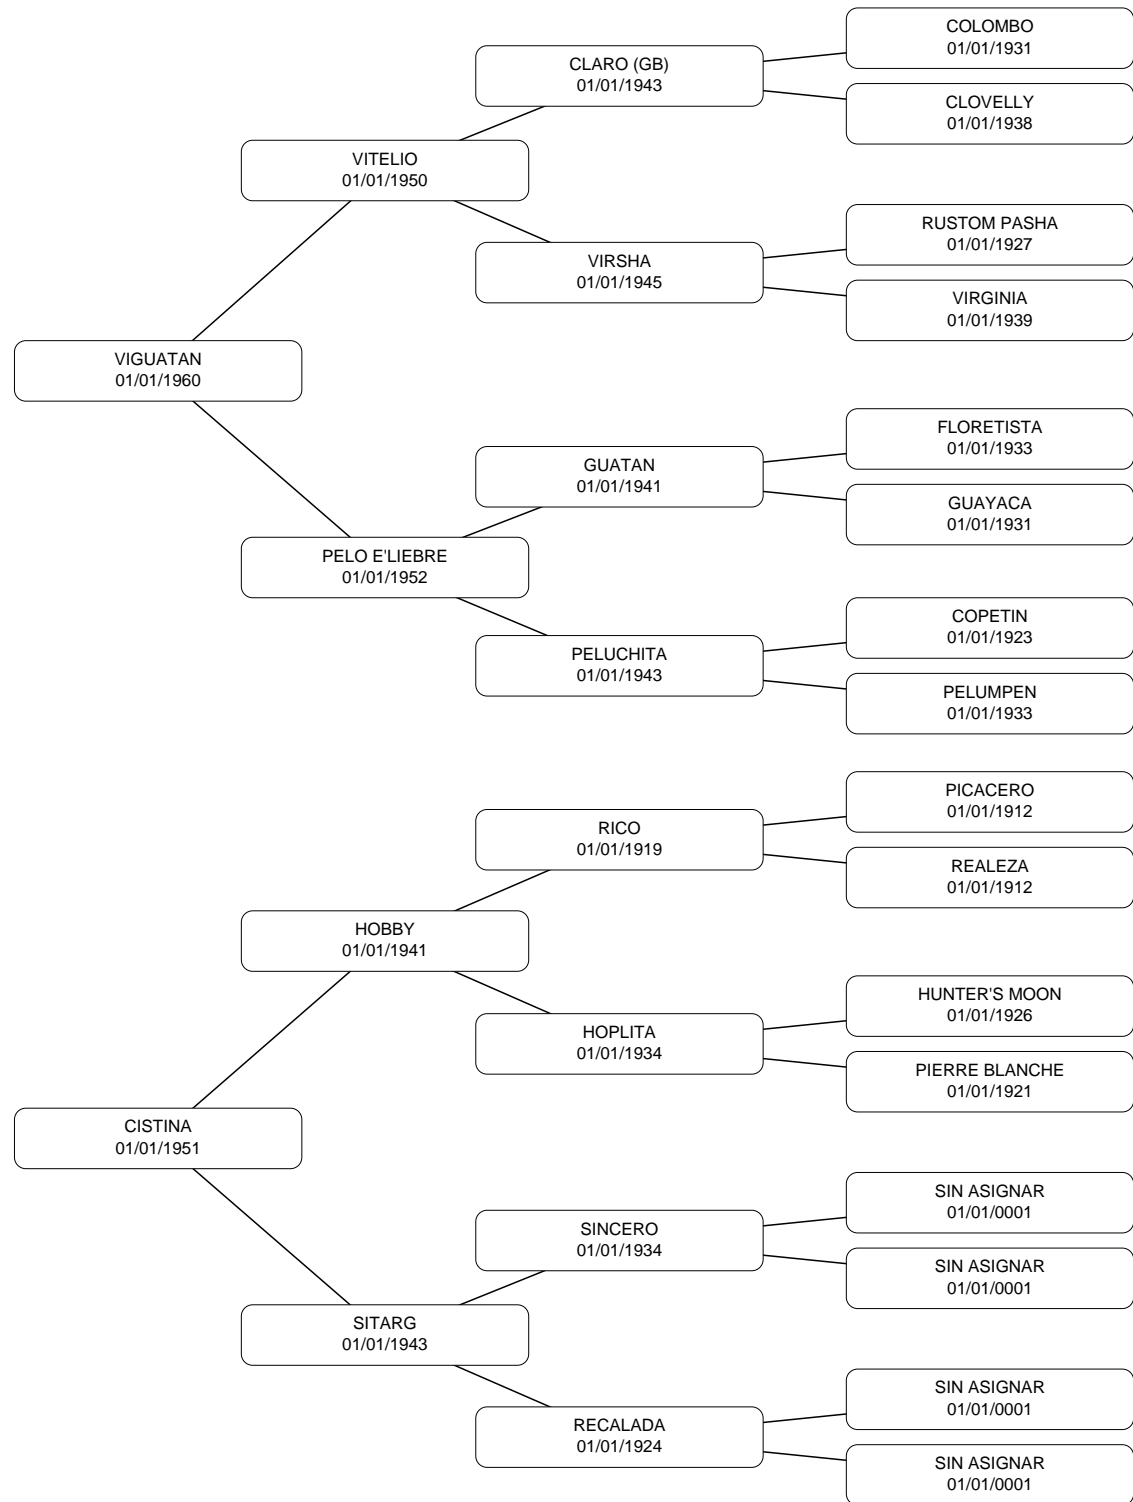 COLOMBO
01/01/1931
CLARO (GB)
01/01/1943
CLOVELLY
01/01/1938
VITELIO
01/01/1950
RUSTOM PASHA
01/01/1927
VIRSHA
01/01/1945
VIRGINIA
01/01/1939
VIGUATAN
01/01/1960
FLORETISTA
01/01/1933
GUATAN
01/01/1941
GUAYACA
01/01/1931
PELO E'LIEBRE
01/01/1952
COPETIN
01/01/1923
PELUCHITA
01/01/1943
PELUMPEN
01/01/1933
PICACERO
01/01/1912
RICO
01/01/1919
REALEZA
01/01/1912
HOBBY
01/01/1941
HUNTER'S MOON
01/01/1926
HOPLITA
01/01/1934
PIERRE BLANCHE
01/01/1921
CISTINA
01/01/1951
SIN ASIGNAR
01/01/0001
SINCERO
01/01/1934
SIN ASIGNAR
01/01/0001
SITARG
01/01/1943
SIN ASIGNAR
01/01/0001
RECALADA
01/01/1924
SIN ASIGNAR
01/01/0001